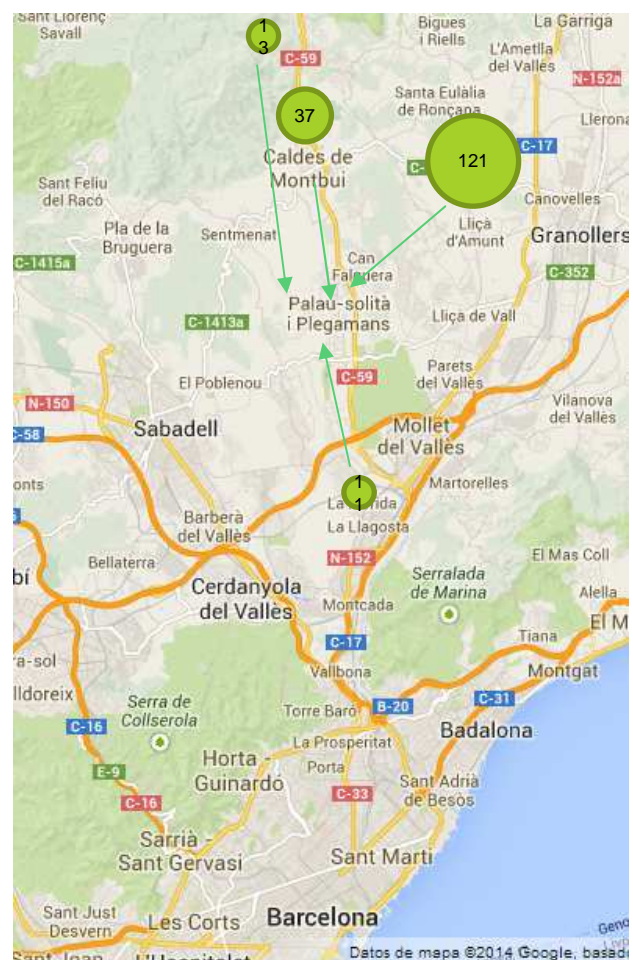 Sant Llorenç
Savall
1
3
Bigues
i Riells
La Garriga
L'Ametlla
del Vallès
C-59
N-152a
37
Santa Eulàlia
de Ronçana
C-17
121
Caldes de
Montbui
Sant Feliu
del Racó
Canovelles
Pla de la
Bruguera
Sentmenat
Lliçà
d'Amunt
Granollers
C-1415a
Can
C-352
Palau-solità
i Plegamans
C-1413a
Lliçà de Vall
El Poblenou
C-59
Parets
del Vallès
N-150
Vilanova
del Vallès
C-58
Sabadell
Mollet
del Vallès
1
1
Martorelles
La Llagosta
Barberà
del Vallès
N-152
Bellaterra
El Mas Coll
Serralada
de Marina
Cerdanyola
del Vallès
Montcada
Alella
El M
C-17
Tiana
Vallbona
Montgat
C-31
Serra de
Collserola
Torre Baró
B-20
C-16
La Prosperitat
Badalona
Horta -
Guinardó
Porta
E-9
Sant Adrià
de Besòs
C-16
C-33
Sarrià -
Sant Gervasi
Sant Martí
Sant Just
Desvern
Les Corts
Barcelona
Datos de mapa ©2014 Google, basado